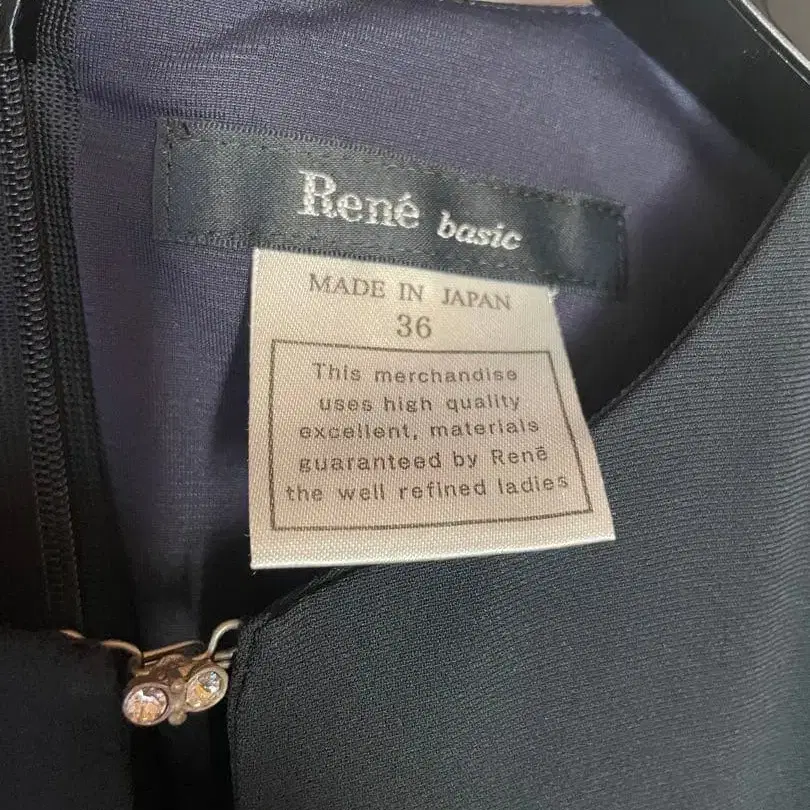 René basic
MADE IN JAPAN
36
This merchandise
uses high quality
excellent, materials
guaranteed by Renē
the well refined ladies